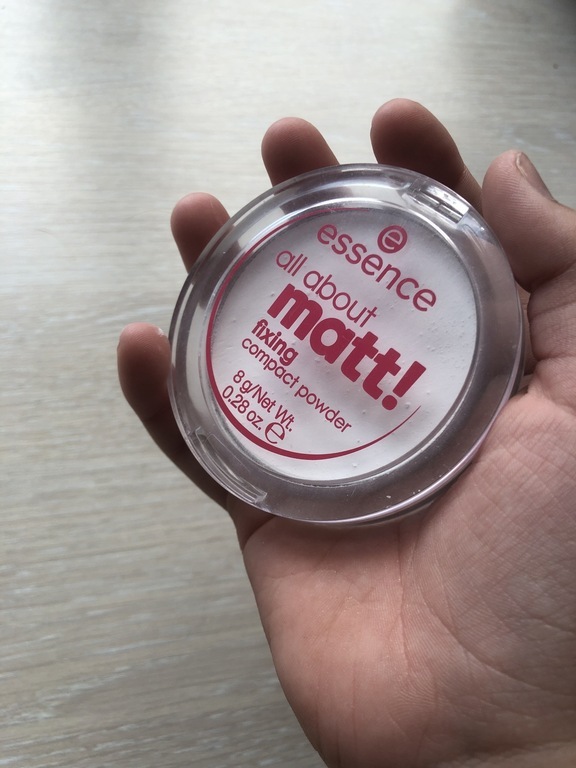 e
essence
all about
matt!
fixing
compact powder
8 g/Net Wt.
0.28 oz. ℮